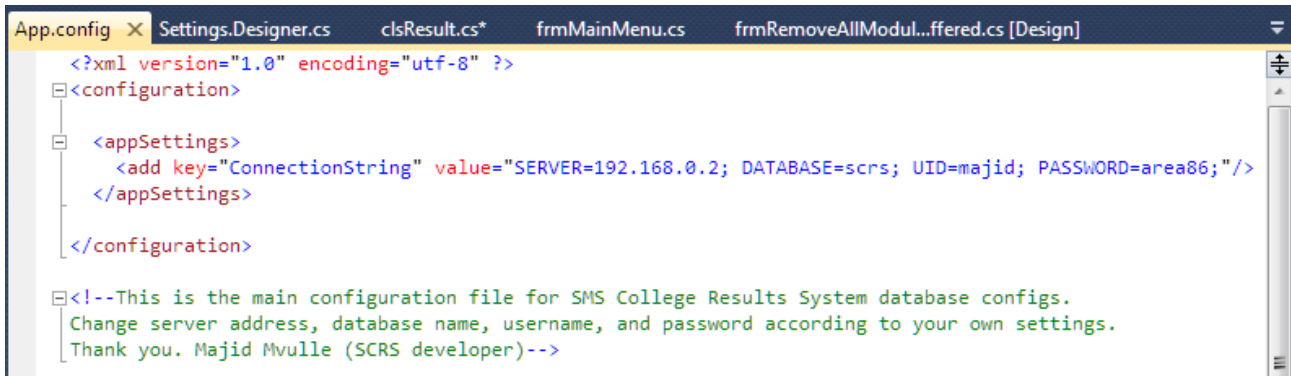 App.config Settings.Designer.cs clsResult.cs* frmMainMenu.cs frmRemoveAllModul...ffered.cs [Design]
<?xml version="1.0" encoding="utf-8" ?>
<configuration>
<appSettings>
<add key="ConnectionString" value="SERVER=192.168.0.2; DATABASE=scrs; UID=majid; PASSWORD=area86;"/>
</appSettings>
</configuration>
<!--This is the main configuration file for SMS College Results System database configs.
Change server address, database name, username, and password according to your own settings.
Thank you. Majid Mvulle (SCRS developer)-->